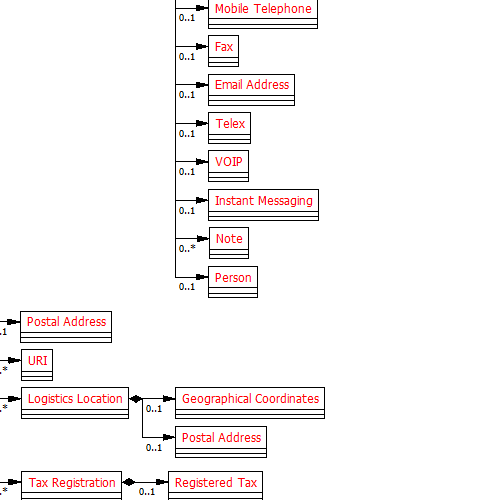 Mobile Telephone
0..1
Fax
0..1
Email Address
0..1
Telex
0..1
VOIP
0..1
Instant Messaging
0..1
Note
0..*
Person
0..1
Postal Address
.1
URI
.*
Logistics Location
.*
Geographical Coordinates
0..1
Postal Address
0..1
Tax Registration
.*
Registered Tax
0..1